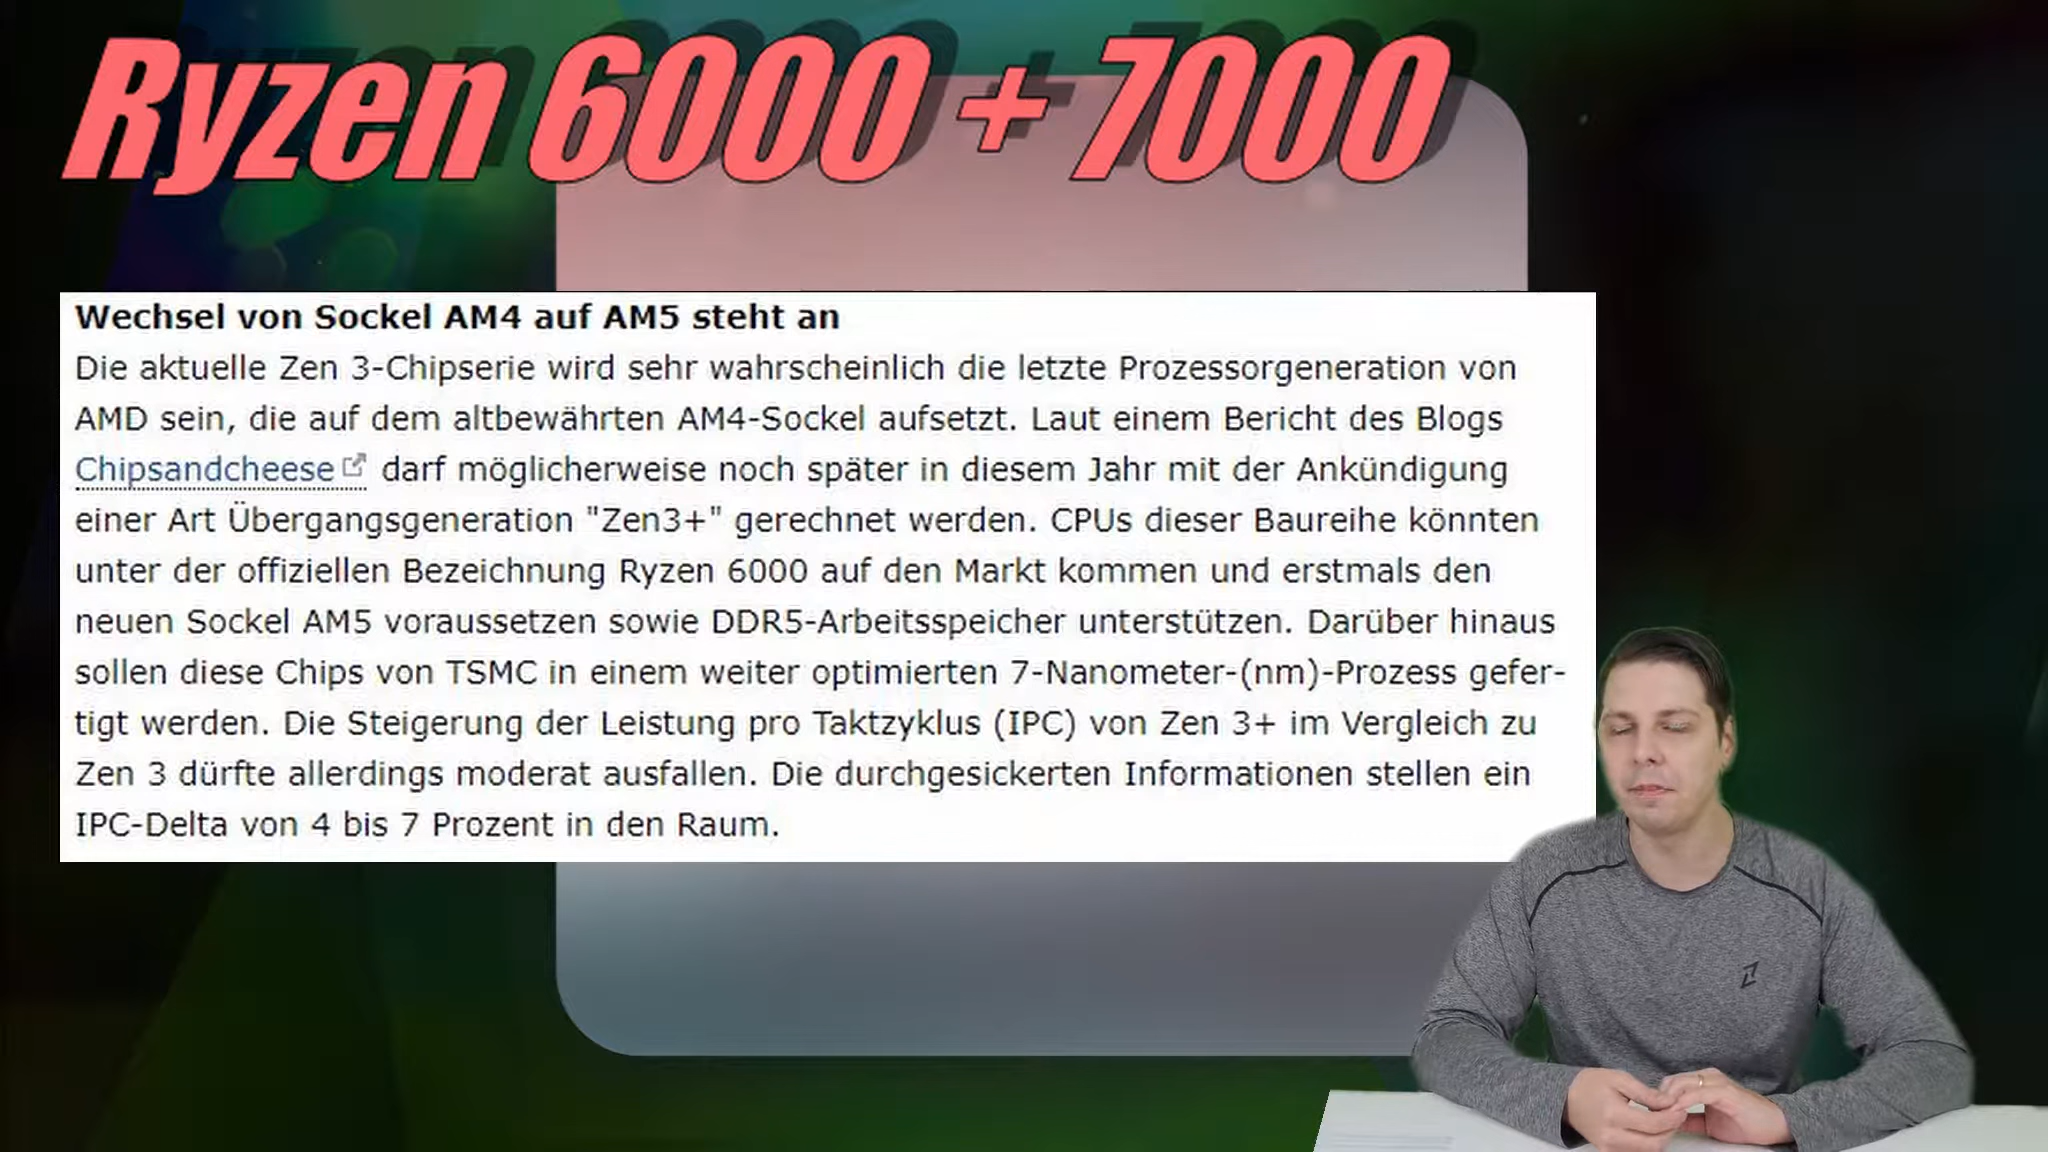 Ryzen 6000 + 7000
Wechsel von Sockel AM4 auf AM5 steht an
Die aktuelle Zen 3-Chipserie wird sehr wahrscheinlich die letzte Prozessorgeneration von
AMD sein, die auf dem altbewährten AM4-Sockel aufsetzt. Laut einem Bericht des Blogs
Chipsandcheese darf möglicherweise noch später in diesem Jahr mit der Ankündigung
einer Art Übergangsgeneration "Zen3+" gerechnet werden. CPUs dieser Baureihe könnten
unter der offiziellen Bezeichnung Ryzen 6000 auf den Markt kommen und erstmals den
neuen Sockel AM5 voraussetzen sowie DDR5-Arbeitsspeicher unterstützen. Darüber hinaus
sollen diese Chips von TSMC in einem weiter optimierten 7-Nanometer-(nm)-Prozess gefer-
tigt werden. Die Steigerung der Leistung pro Taktzyklus (IPC) von Zen 3+ im Vergleich zu
Zen 3 dürfte allerdings moderat ausfallen. Die durchgesickerten Informationen stellen ein
IPC-Delta von 4 bis 7 Prozent in den Raum.